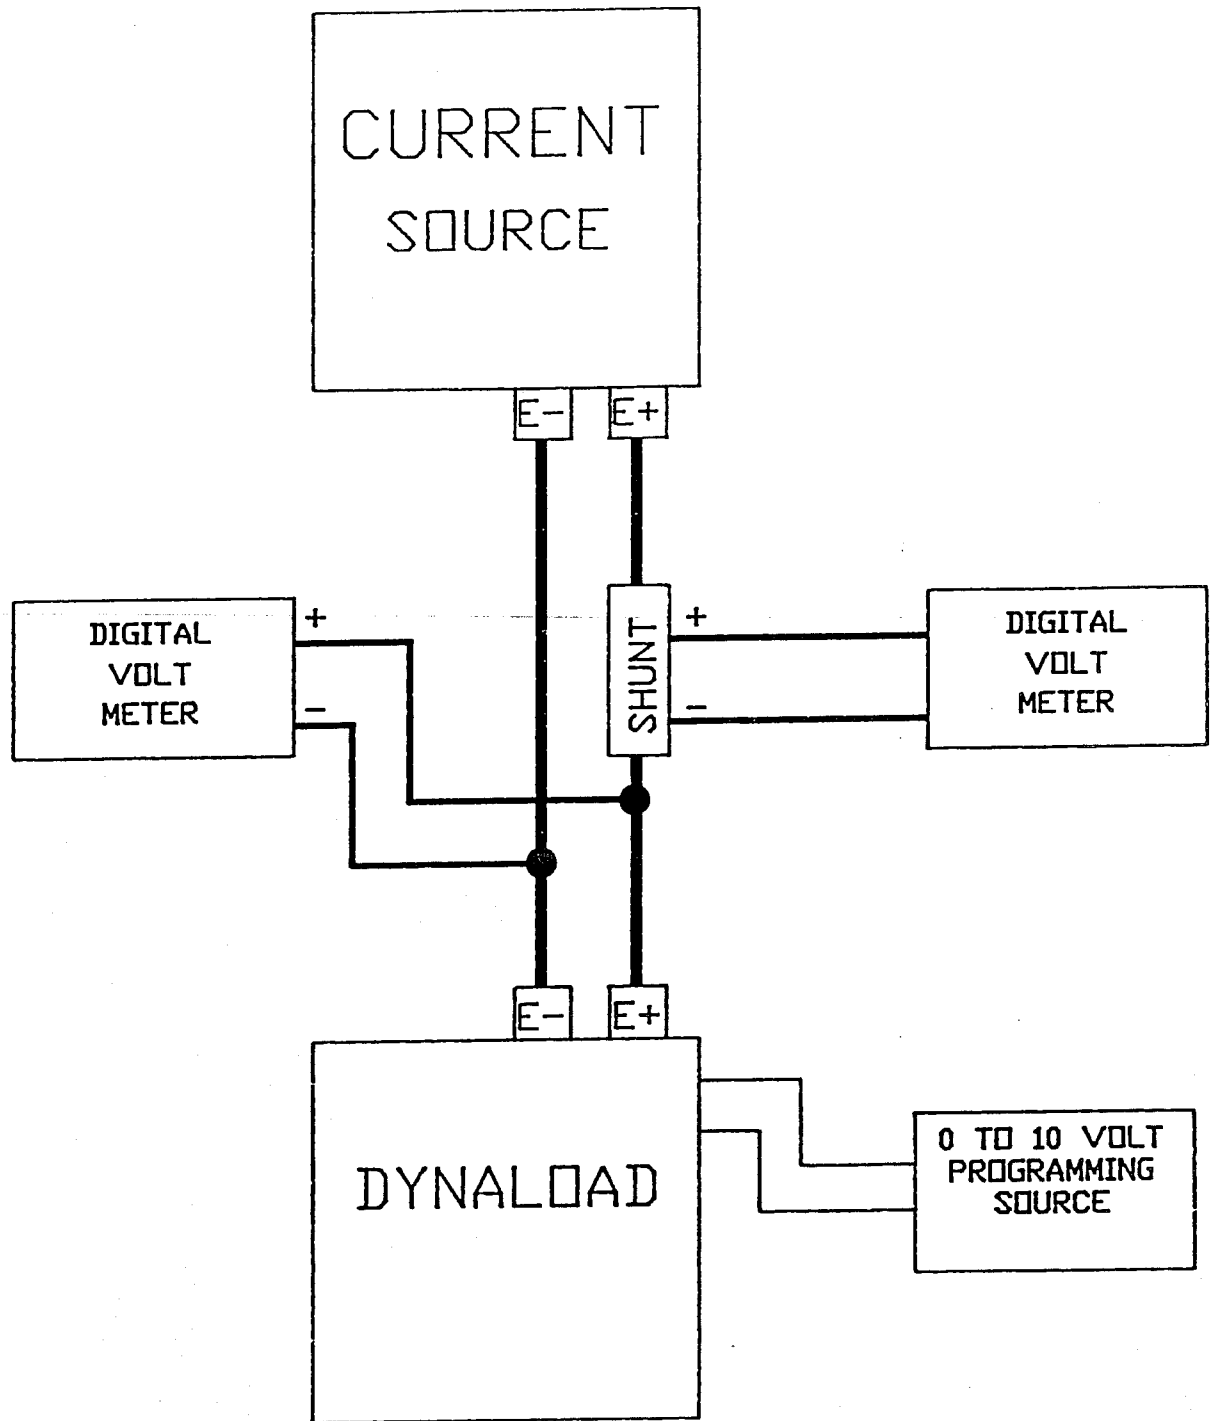 CURRENT
SOURCE
E- E+
DIGITAL
VOLT
METER
+
-
SHUNT
+
-
DIGITAL
VOLT
METER
E- E+
DYNALOAD
0 TO 10 VOLT
PROGRAMMING
SOURCE